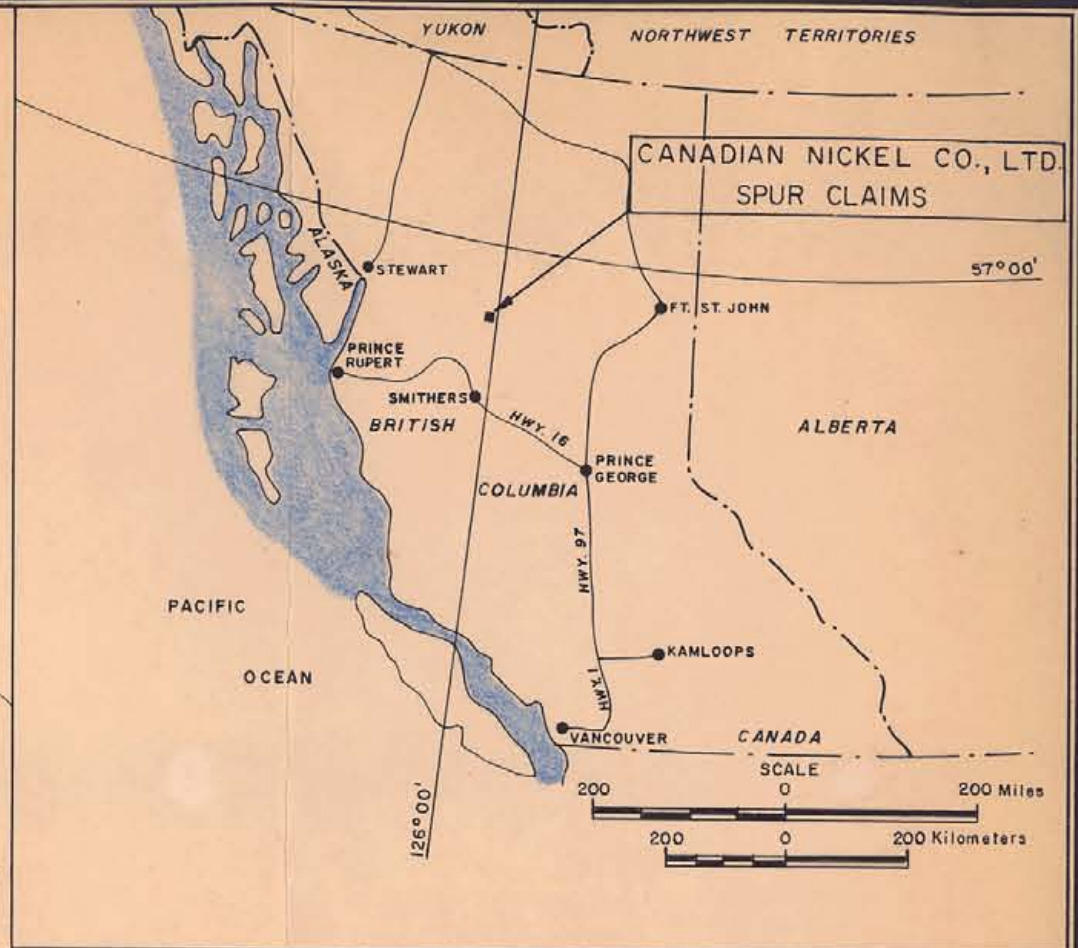 YUKON
NORTHWEST TERRITORIES
CANADIAN NICKEL CO., LTD.
SPUR CLAIMS
ALASKA
STEWART
57°00'
FT. ST. JOHN
PRINCE
RUPERT
SMITHERS
BRITISH
HWY. 16
ALBERTA
PRINCE
GEORGE
COLUMBIA
HWY. 97
PACIFIC
OCEAN
KAMLOOPS
HWY. 1
VANCOUVER
CANADA
126°00'
SCALE
200 0 200 Miles
200 0 200 Kilometers